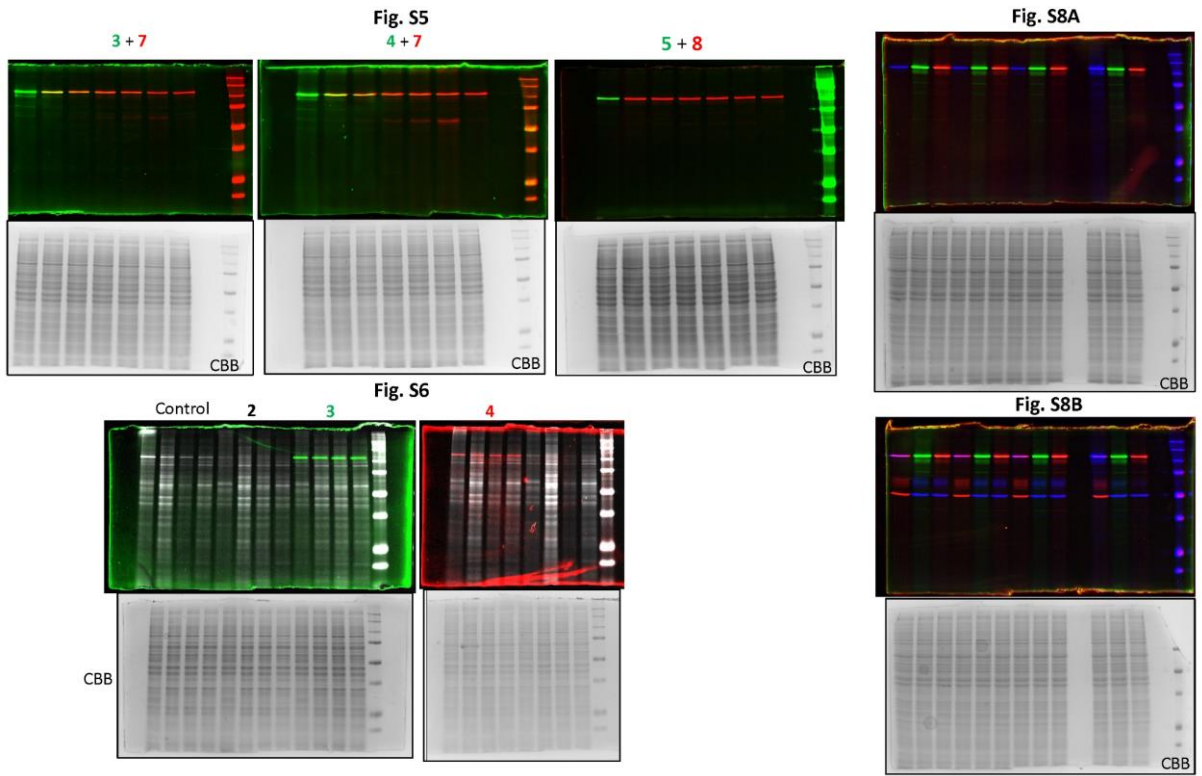 Fig. S5
3 + 7
4 + 7
5 + 8
CBB
CBB
CBB
Fig. S8A
CBB
Fig. S6
Control
2
3
4
CBB
Fig. S8B
CBB